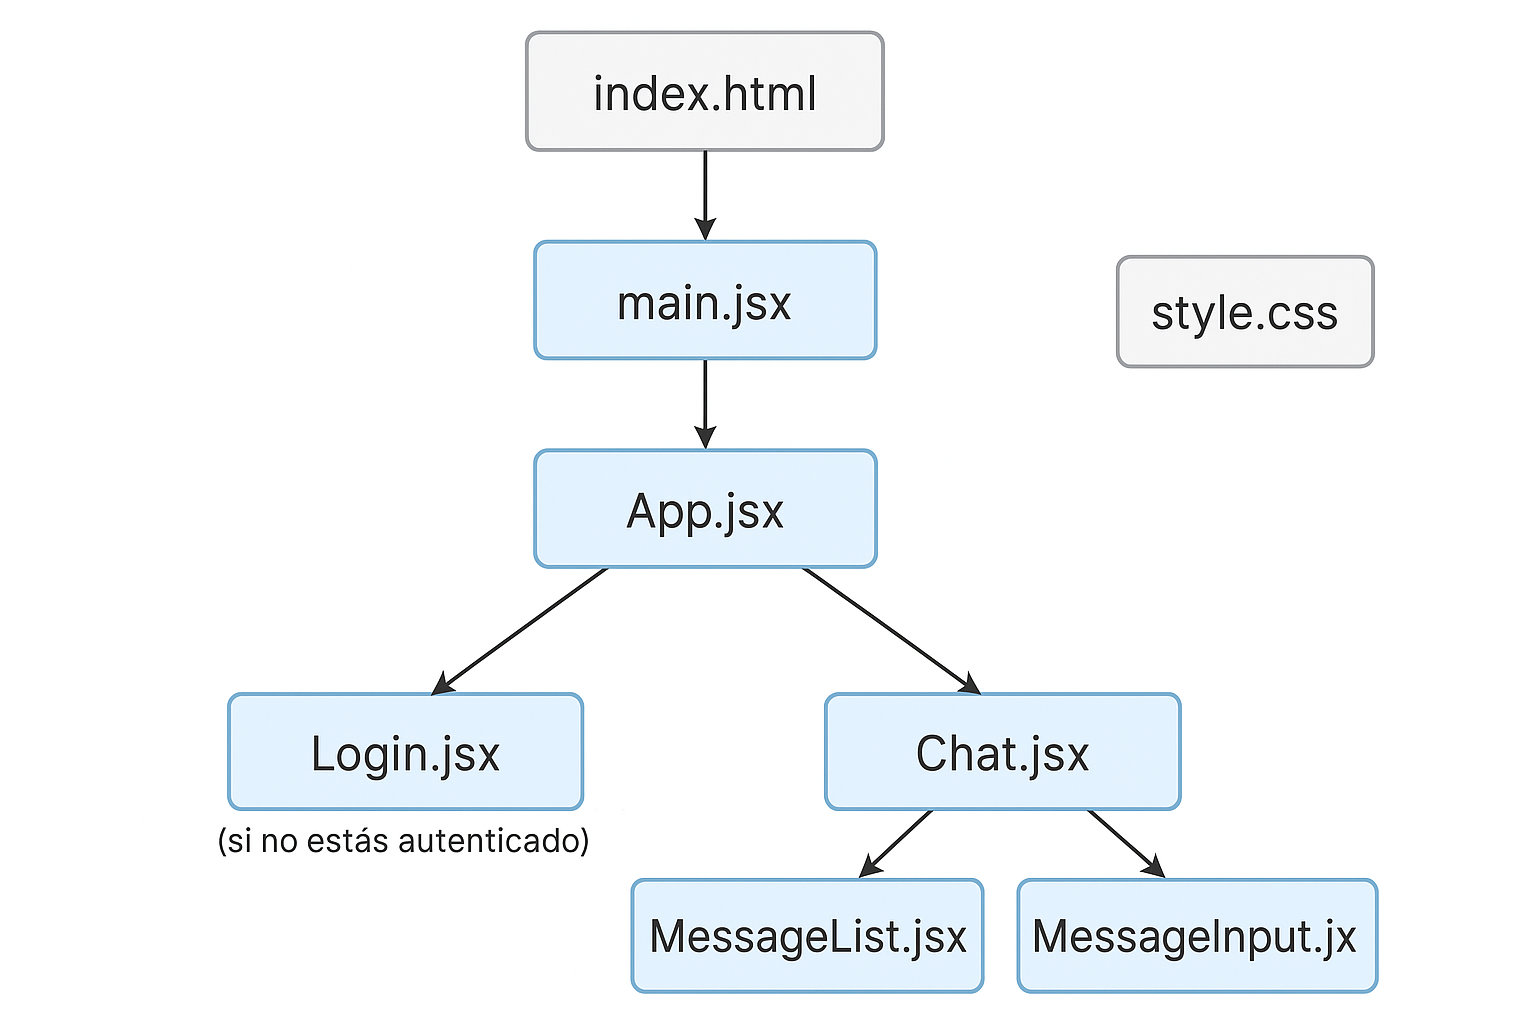 index.html
main.jsx
style.css
App.jsx
Login.jsx
(si no estás autenticado)
Chat.jsx
MessageList.jsx
MessageInput.jx